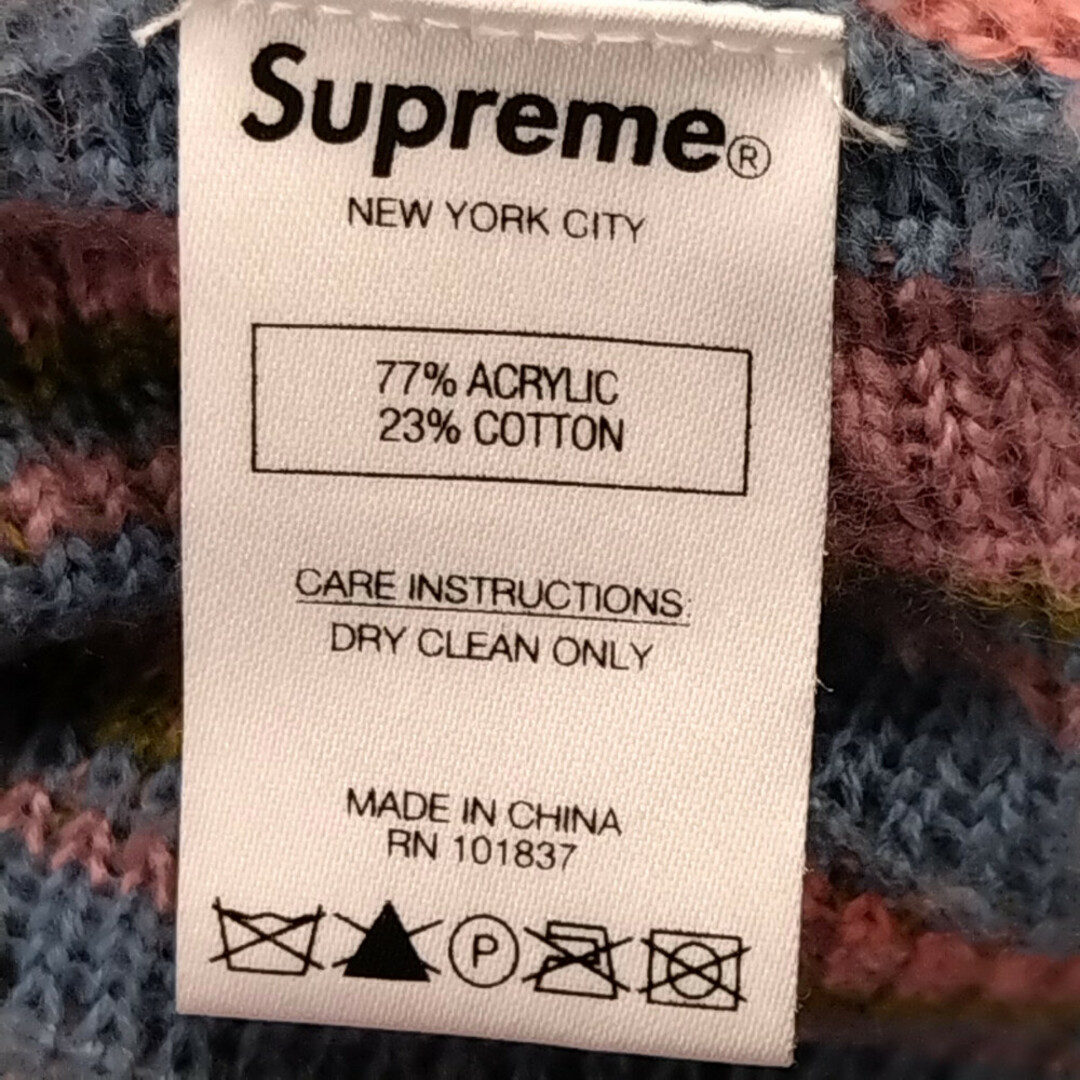 Supreme®
NEW YORK CITY
77% ACRYLIC
23% COTTON
CARE INSTRUCTIONS:
DRY CLEAN ONLY
MADE IN CHINA
RN 101837
P